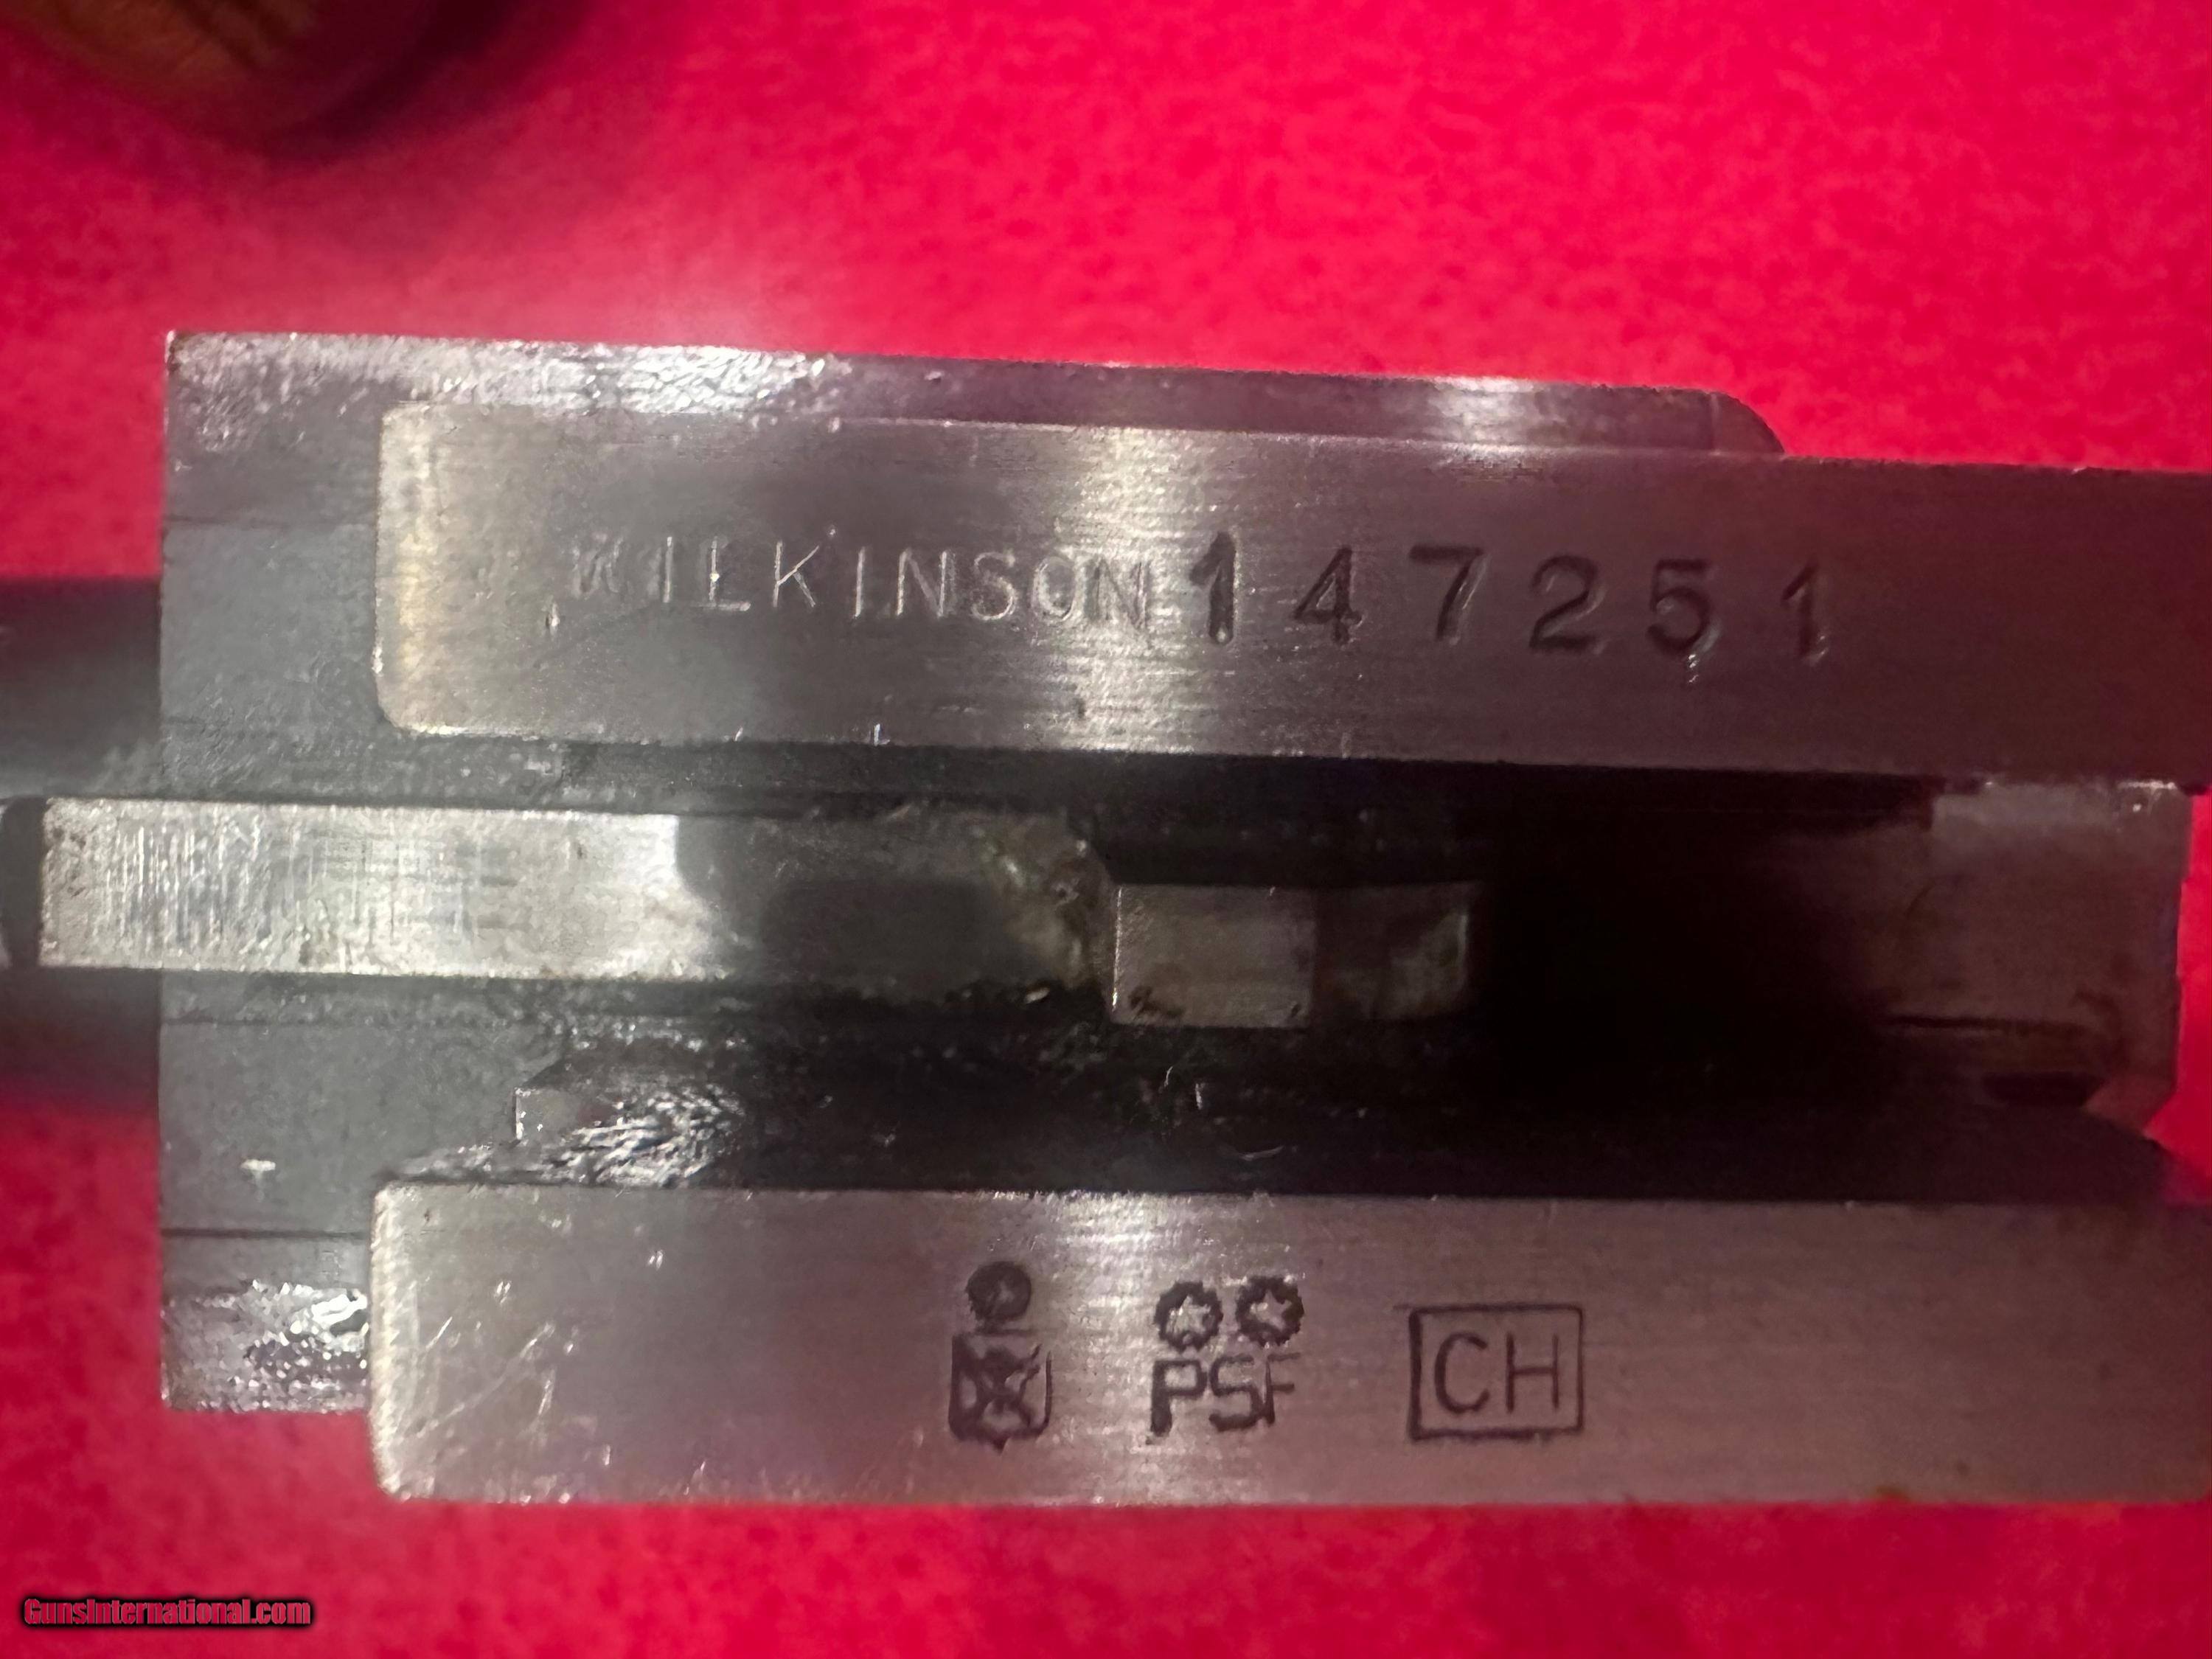 WILKINSON 147251
PSF CH
GunsInternational.com